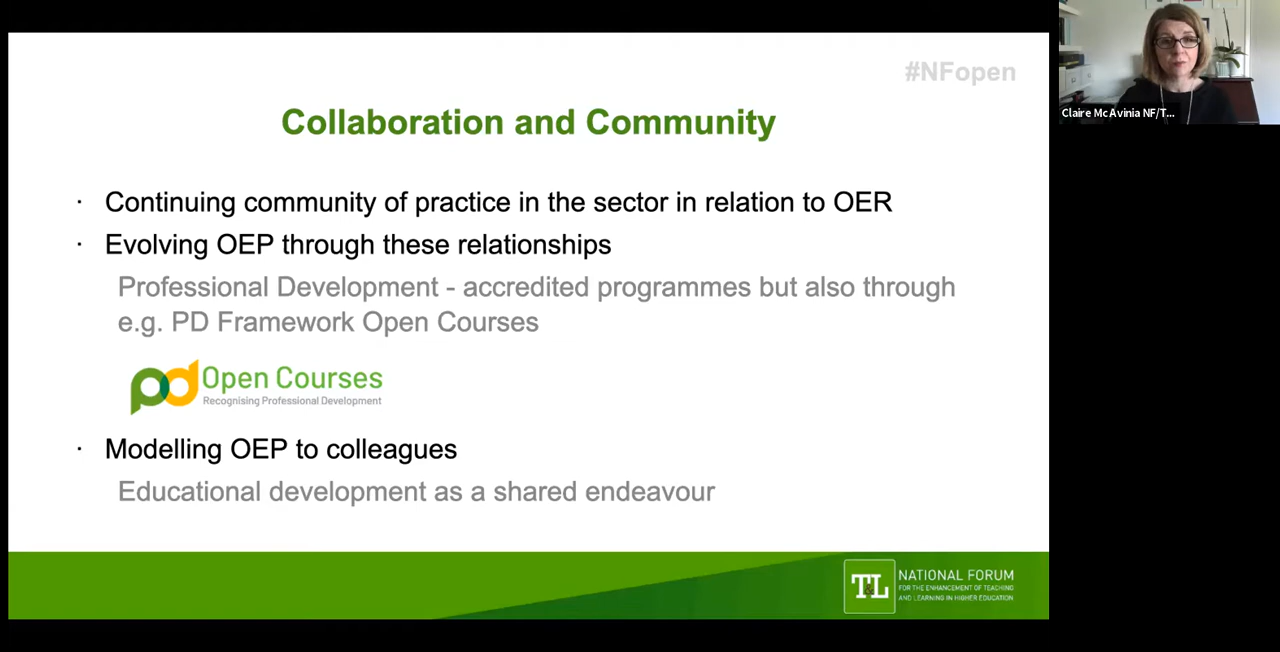 #NFopen
Collaboration and Community
· Continuing community of practice in the sector in relation to OER
· Evolving OEP through these relationships
Professional Development - accredited programmes but also through
e.g. PD Framework Open Courses
pd Open Courses
Recognising Professional Development
· Modelling OEP to colleagues
Educational development as a shared endeavour
T&L NATIONAL FORUM
FOR THE ENHANCEMENT OF TEACHING
AND LEARNING IN HIGHER EDUCATION
Claire Mc Avinia NF/T...